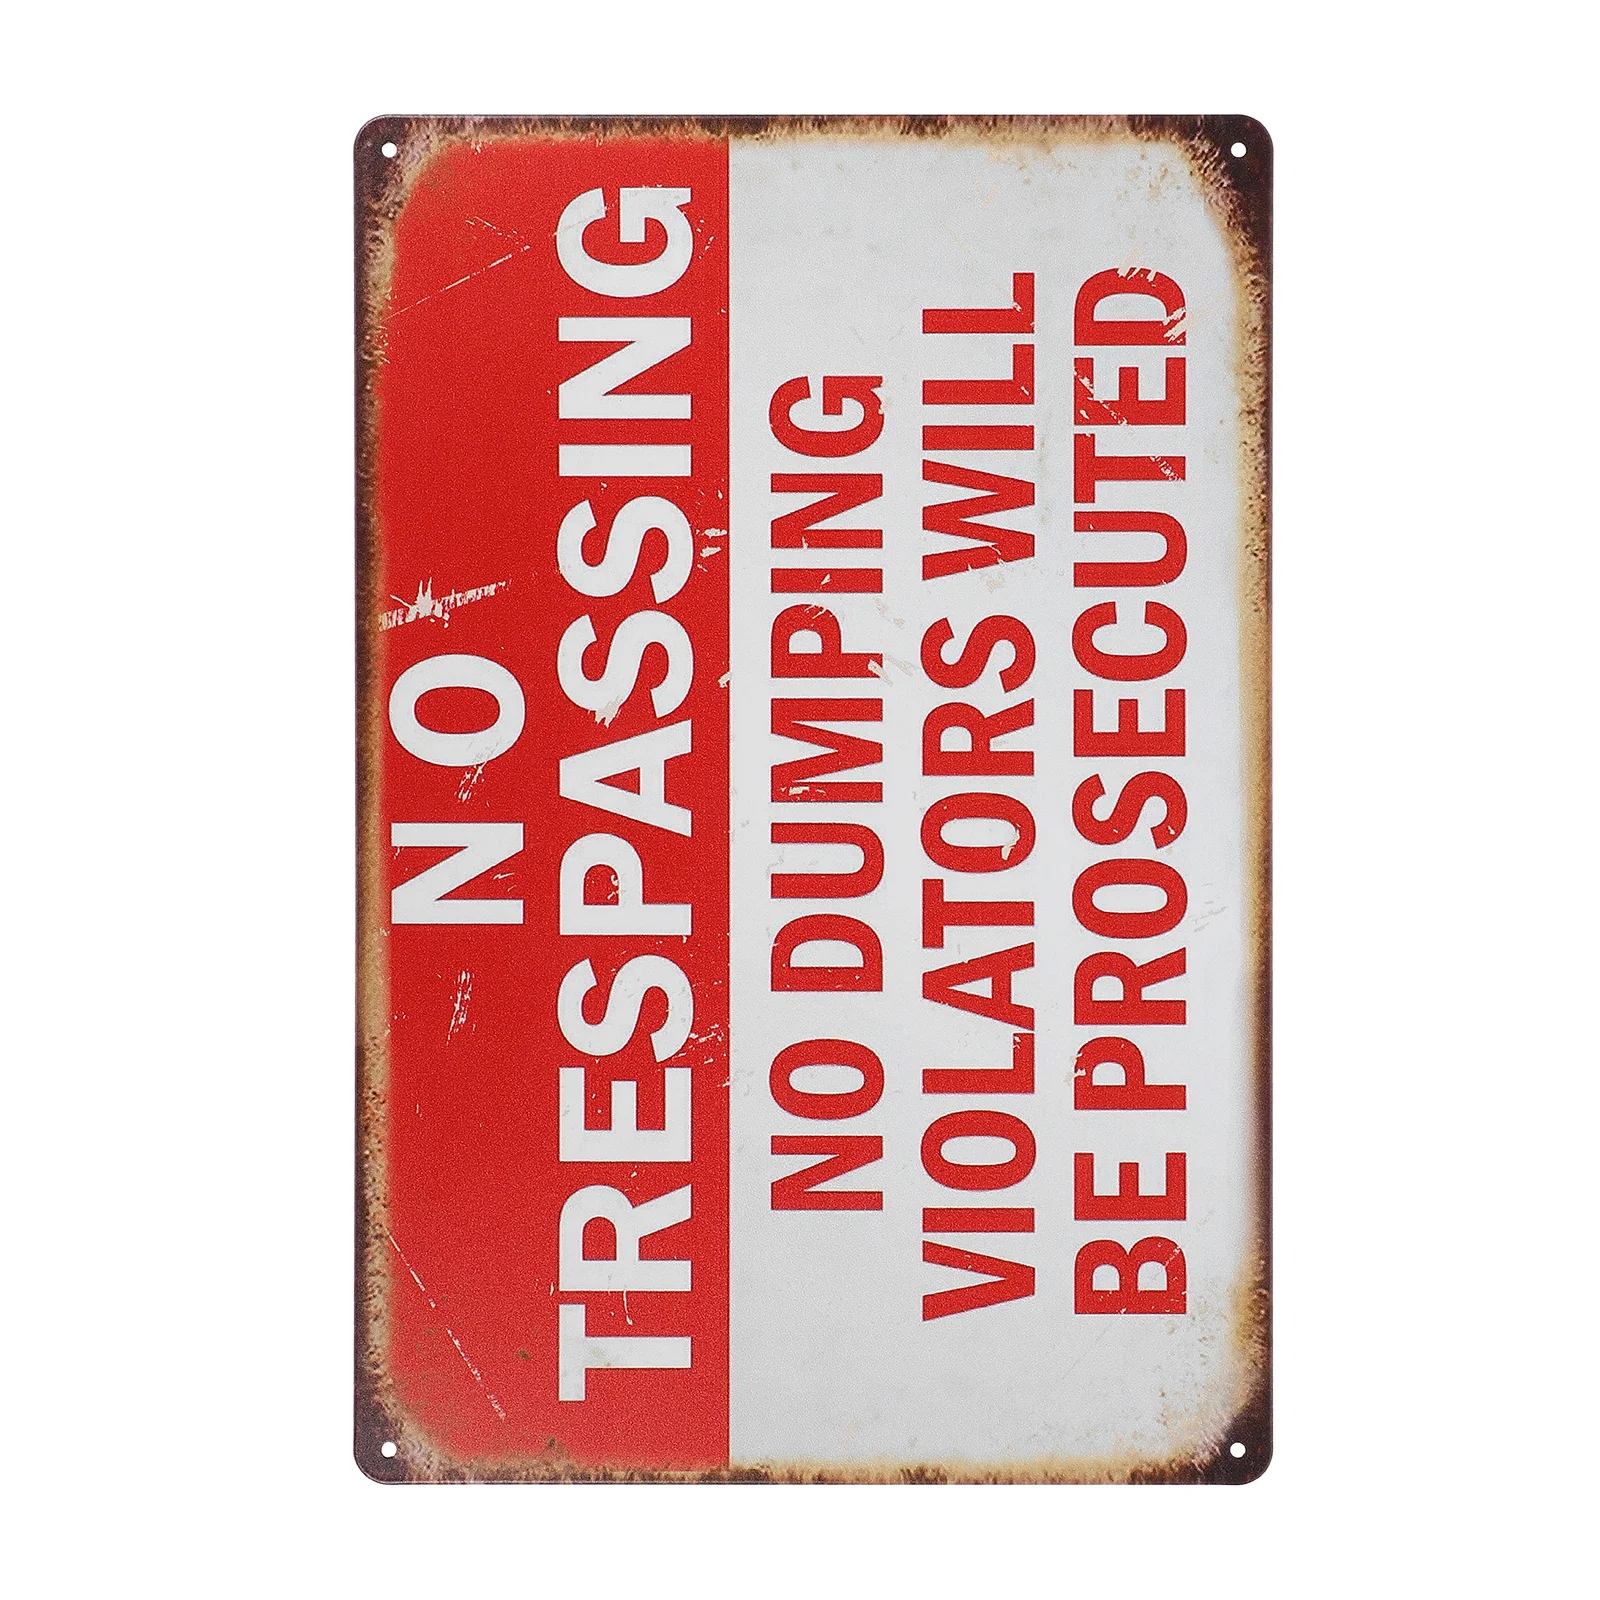 NO
TRESPASSING
NO DUMPING
VIOLATORS WILL
BE PROSECUTED